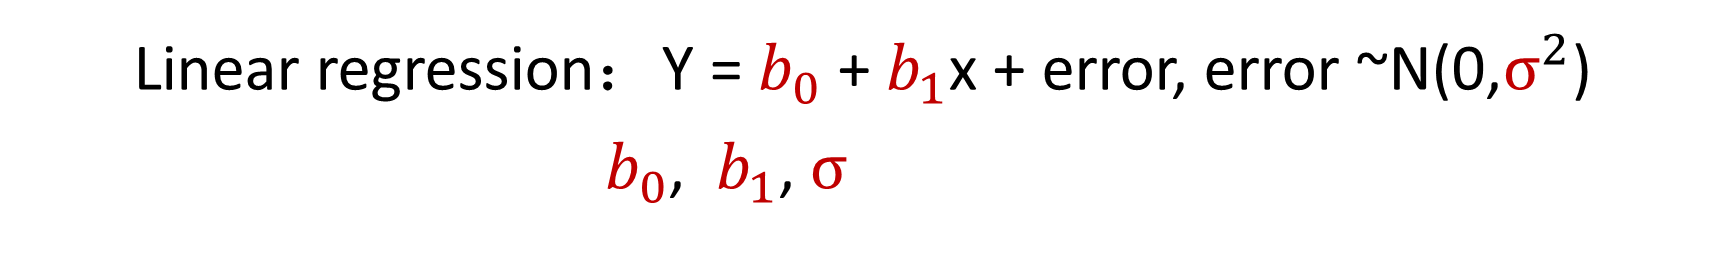 Linear regression： Y = b₀ + b₁x + error, error ~N(0,σ²)
b₀, b₁, σ